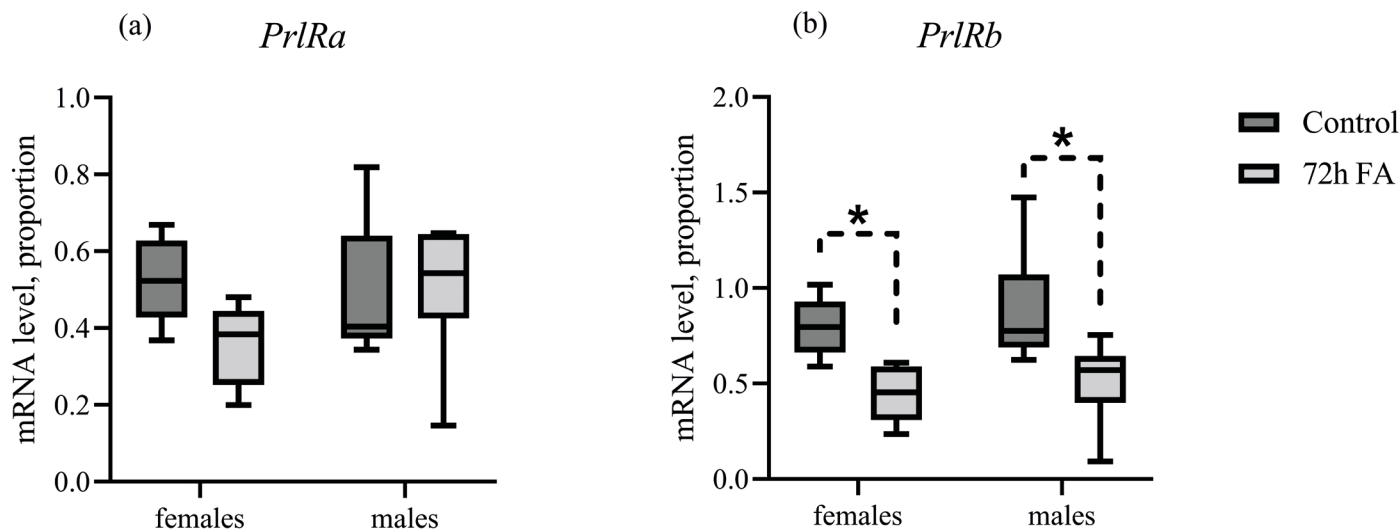 (a)
PrlRa
mRNA level, proportion
1.0
0.8
0.6
0.4
0.2
0.0
females
males
(b)
PrlRb
mRNA level, proportion
2.0
1.5
1.0
0.5
0.0
*
*
females
males
Control
72h FA